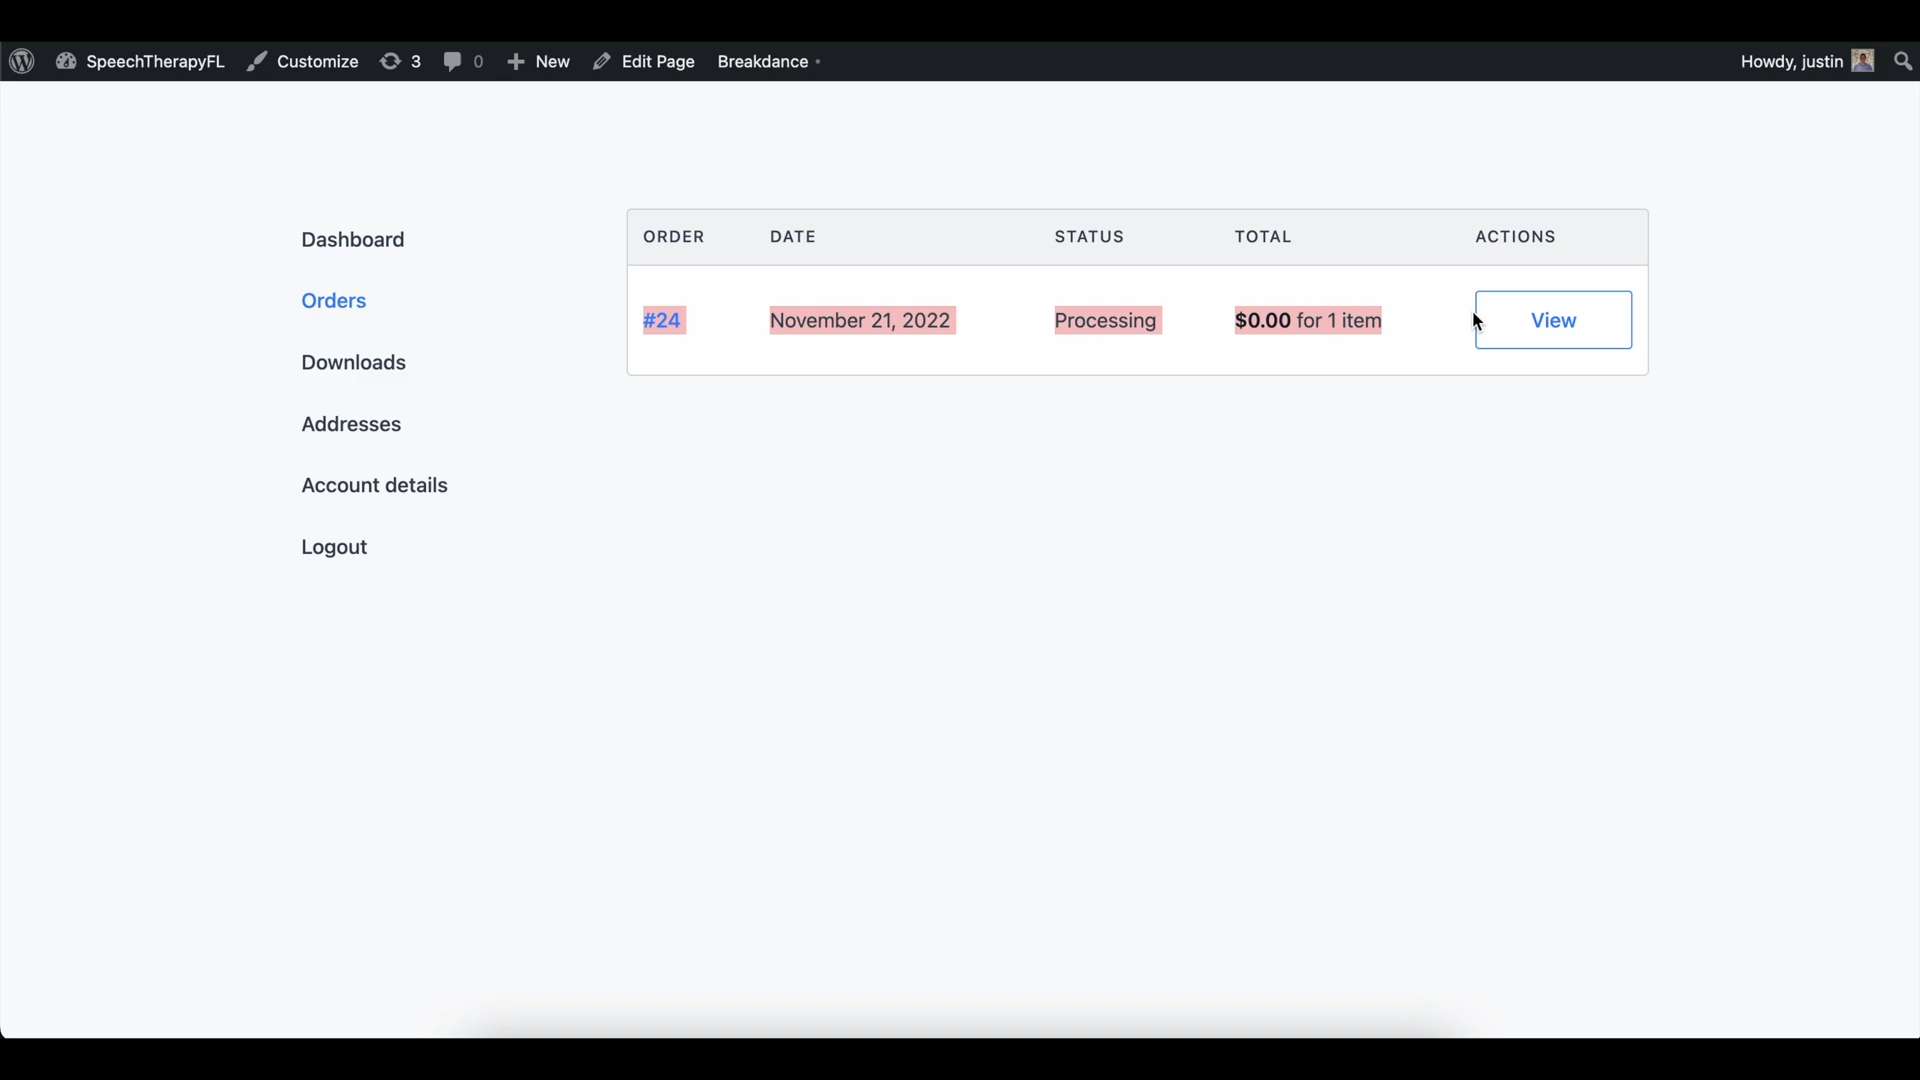 SpeechTherapyFL Customize 3 0 New Edit Page Breakdance Howdy, justin
Dashboard
Orders
Downloads
Addresses
Account details
Logout
ORDER DATE STATUS TOTAL ACTIONS
#24 November 21, 2022 Processing $0.00 for 1 item View